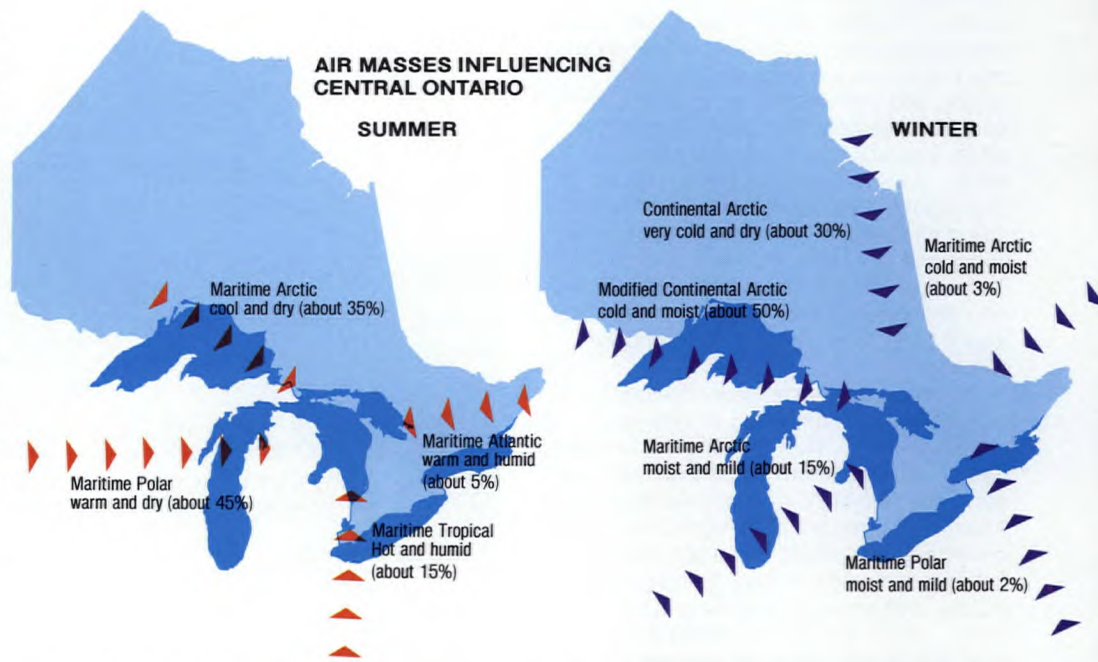 AIR MASSES INFLUENCING
CENTRAL ONTARIO
SUMMER
Maritime Arctic
cool and dry (about 35%)
Maritime Polar
warm and dry (about 45%)
Maritime Atlantic
warm and humid
(about 5%)
Maritime Tropical
Hot and humid
(about 15%)
WINTER
Continental Arctic
very cold and dry (about 30%)
Maritime Arctic
cold and moist
(about 3%)
Modified Continental Arctic
cold and moist (about 50%)
Maritime Arctic
moist and mild (about 15%)
Maritime Polar
moist and mild (about 2%)